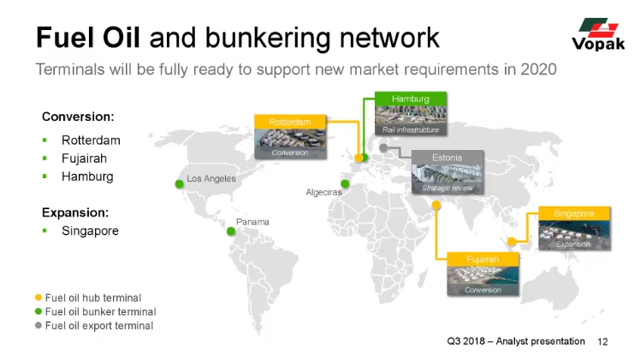 Fuel Oil and bunkering network
Vopak
Terminals will be fully ready to support new market requirements in 2020
Conversion:
Rotterdam
Fujairah
Hamburg
Expansion:
Singapore
Hamburg
Rail infrastructure
Rotterdam
Conversion
Estonia
Strategic review
Los Angeles
Algeciras
Panama
Singapore
Expansion
Fujairah
Conversion
Fuel oil hub terminal
Fuel oil bunker terminal
Fuel oil export terminal
Q3 2018 – Analyst presentation 12